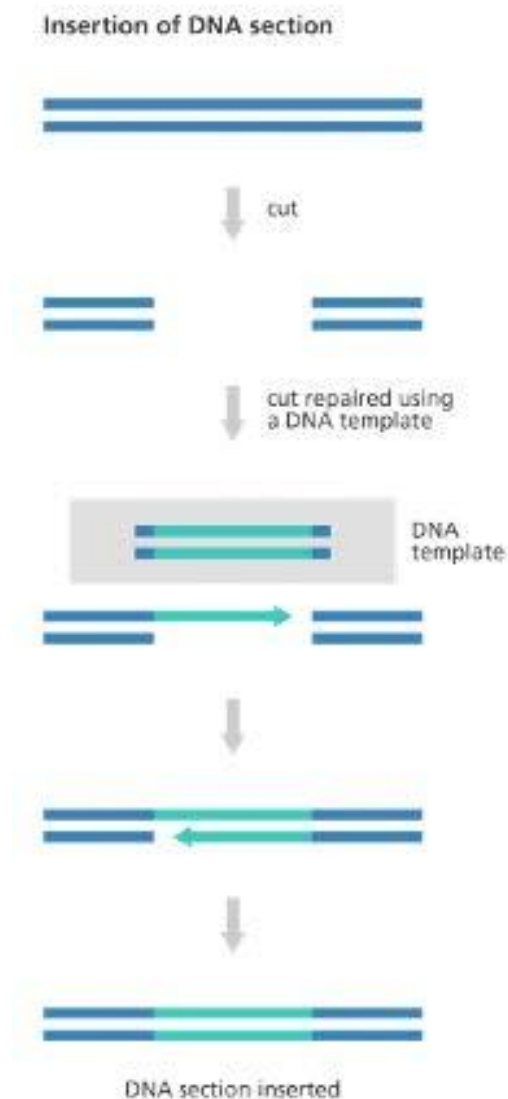 Insertion of DNA section
cut
cut repaired using
a DNA template
DNA
template
DNA section inserted